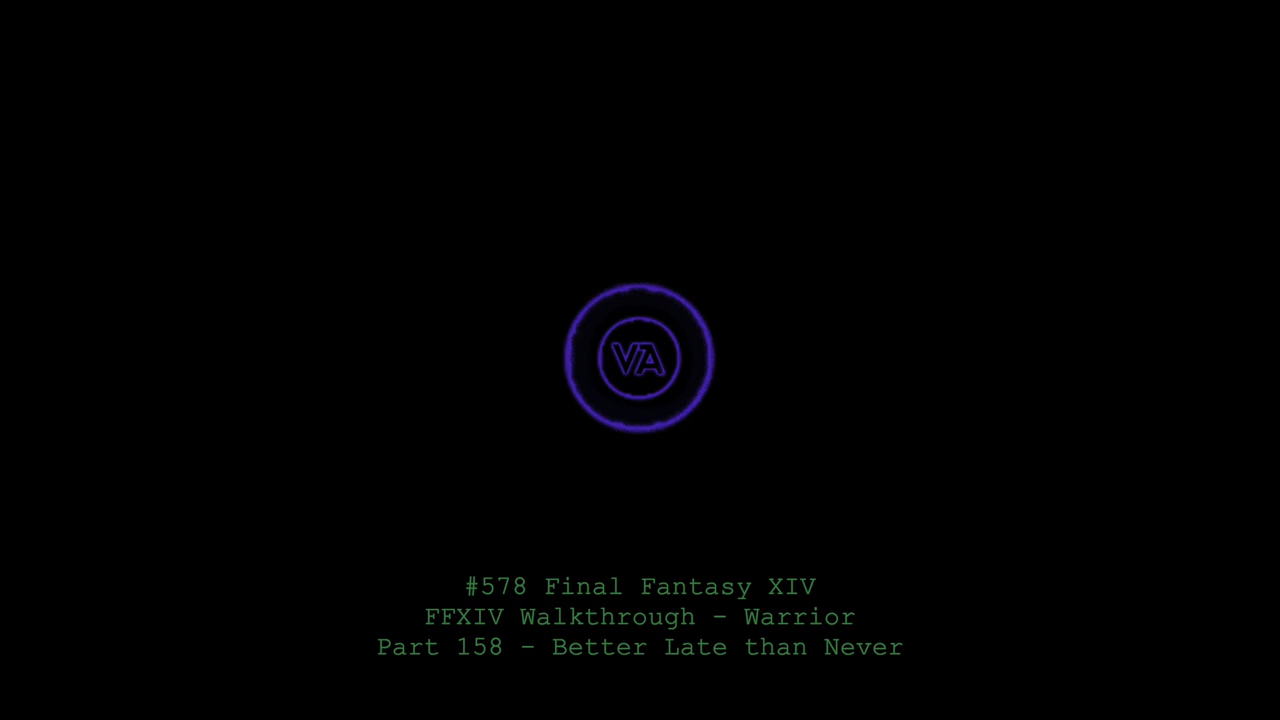 VA
#578 Final Fantasy XIV
FFXIV Walkthrough - Warrior
Part 158 - Better Late than Never